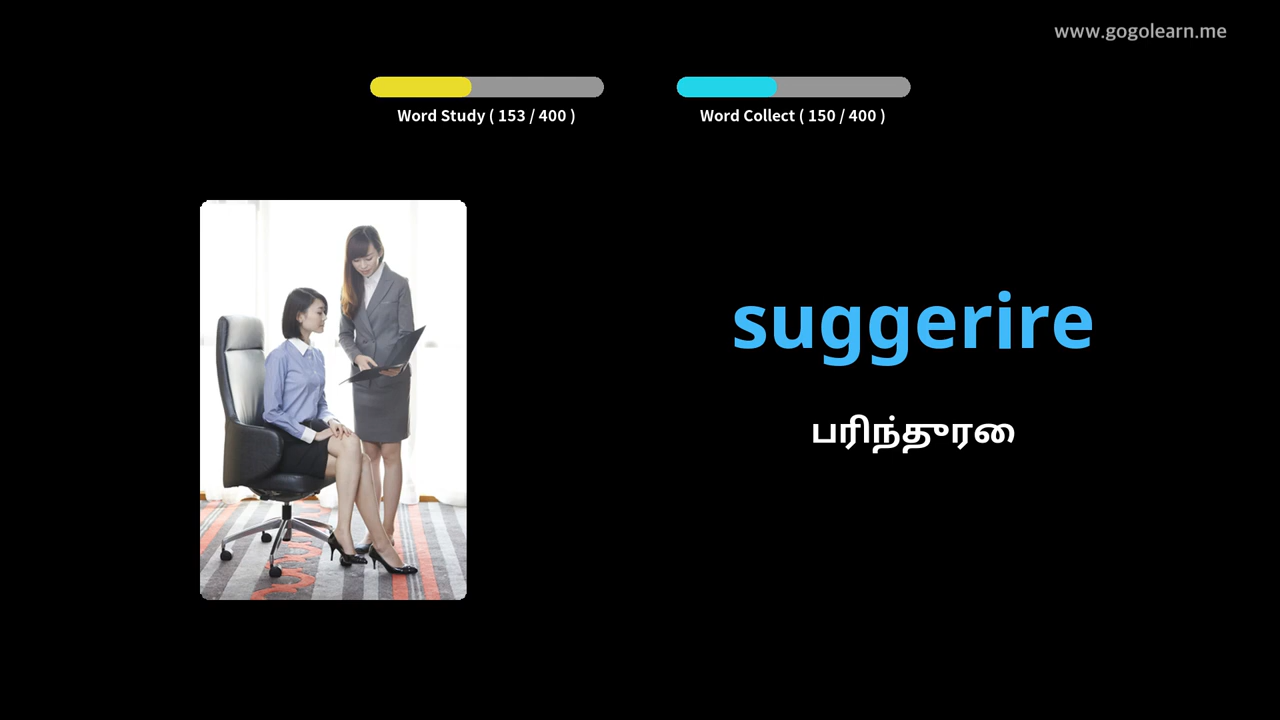 www.gogolearn.me
Word Study ( 153 / 400 )
Word Collect ( 150 / 400 )
suggerire
பரிந்துரை